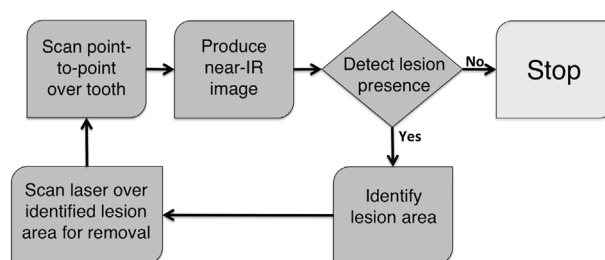 Scan point-
to-point
over tooth
Produce
near-IR
image
Detect lesion
presence
No
Stop
Yes
Identify
lesion area
Scan laser over
identified lesion
area for removal